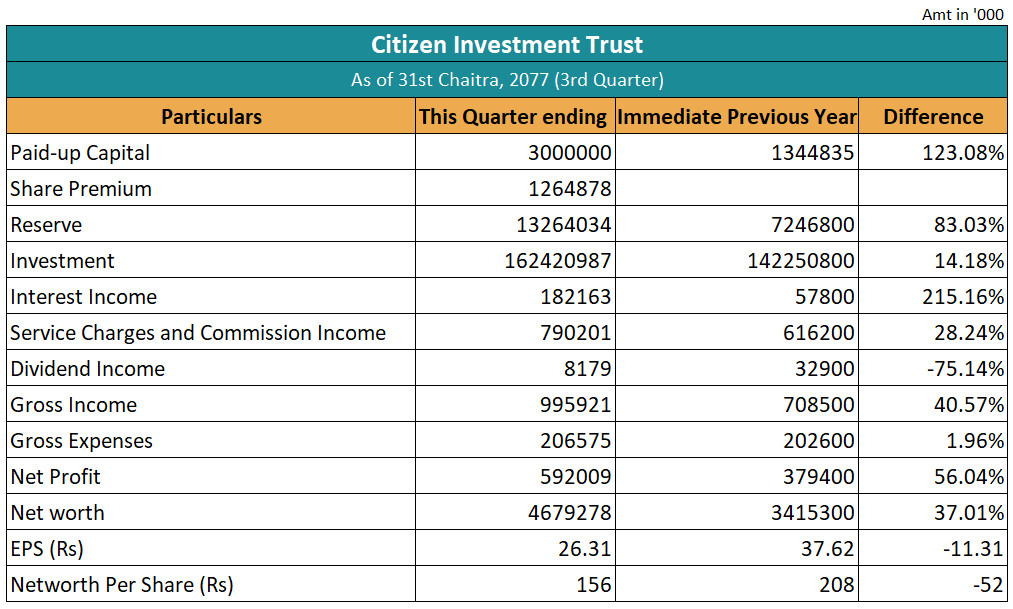 Amt in '000
Citizen Investment Trust
As of 31st Chaitra, 2077 (3rd Quarter)
Particulars This Quarter ending Immediate Previous Year Difference
Paid-up Capital 3000000 1344835 123.08%
Share Premium 1264878
Reserve 13264034 7246800 83.03%
Investment 162420987 142250800 14.18%
Interest Income 182163 57800 215.16%
Service Charges and Commission Income 790201 616200 28.24%
Dividend Income 8179 32900 -75.14%
Gross Income 995921 708500 40.57%
Gross Expenses 206575 202600 1.96%
Net Profit 592009 379400 56.04%
Net worth 4679278 3415300 37.01%
EPS (Rs) 26.31 37.62 -11.31
Networth Per Share (Rs) 156 208 -52